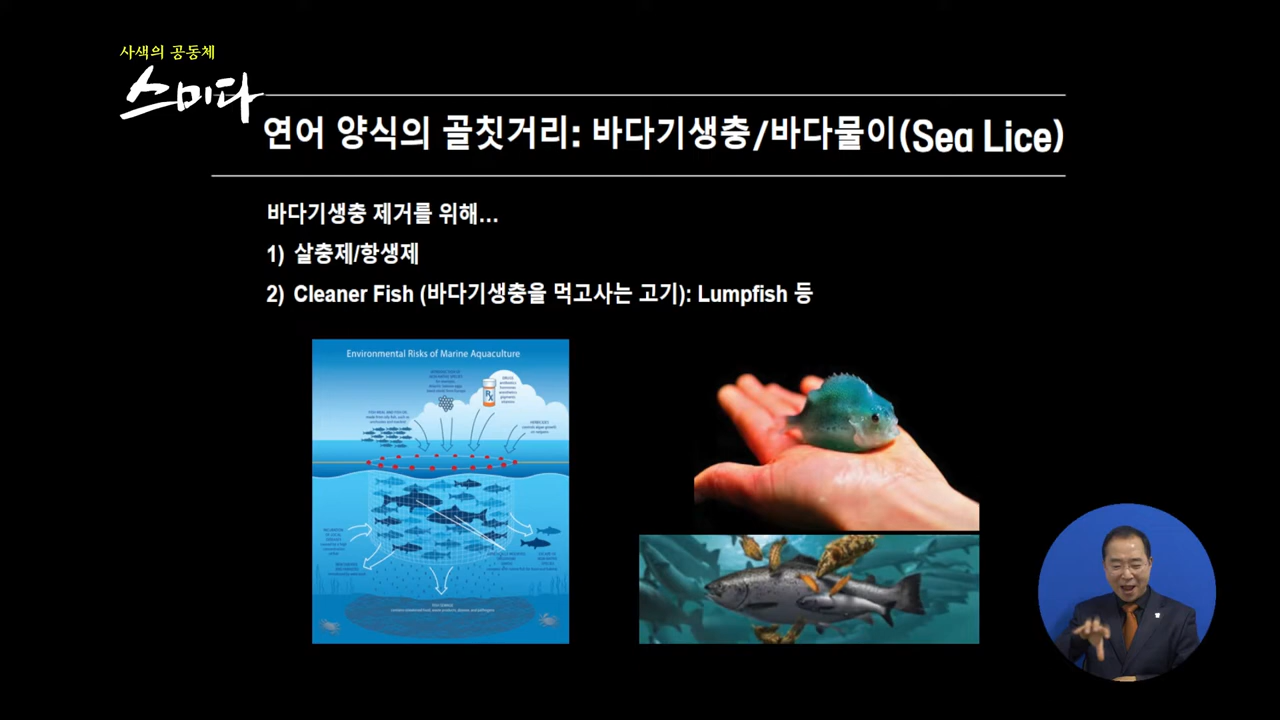 사색의 공동체
스미다
연어 양식의 골칫거리: 바다기생충/바다물이(Sea Lice)
바다기생충 제거를 위해...
1) 살충제/항생제
2) Cleaner Fish (바다기생충을 먹고사는 고기): Lumpfish 등
Environmental Risks of Marine Aquaculture